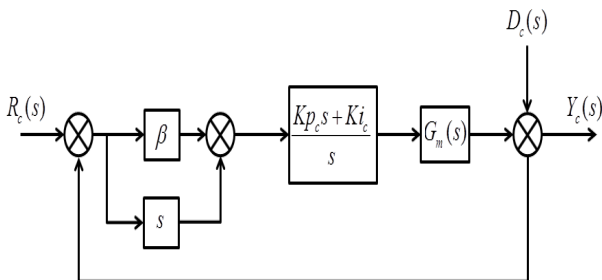 D_c(s)
R_c(s)
Y_c(s)
β
Kp_c s + Ki_c
s
G_m(s)
s